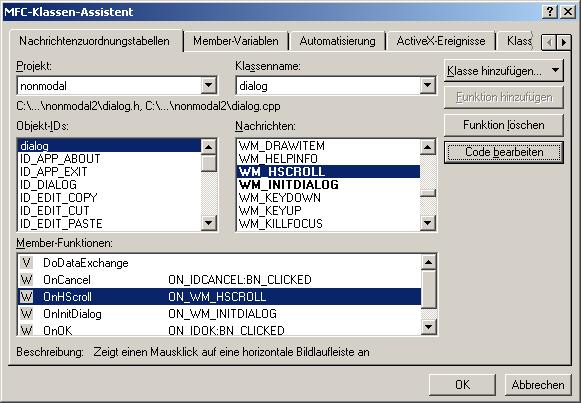 MFC-Klassen-Assistent
Nachrichtenzuordnungstabellen Member-Variablen Automatisierung ActiveX-Ereignisse Klass
Projekt: Klassenname:
nonmodal dialog
Klasse hinzufügen...
C:\...\nonmodal2\dialog.h, C:\...\nonmodal2\dialog.cpp
Funktion hinzufügen
Objekt-IDs: Nachrichten:
Funktion löschen
dialog WM_DRAWITEM
ID_APP_ABOUT WM_HELPINFO
Code bearbeiten
ID_APP_EXIT WM_HSCROLL
ID_DIALOG WM_INITDIALOG
ID_EDIT_COPY WM_KEYDOWN
ID_EDIT_CUT WM_KEYUP
ID_EDIT_PASTE WM_KILLFOCUS
Member-Funktionen:
V DoDataExchange
W OnCancel ON_IDCANCEL:BN_CLICKED
W OnHScroll ON_WM_HSCROLL
W OnInitDialog ON_WM_INITDIALOG
W OnOK ON_IDOK:BN_CLICKED
Beschreibung: Zeigt einen Mausklick auf eine horizontale Bildlaufleiste an
OK Abbrechen